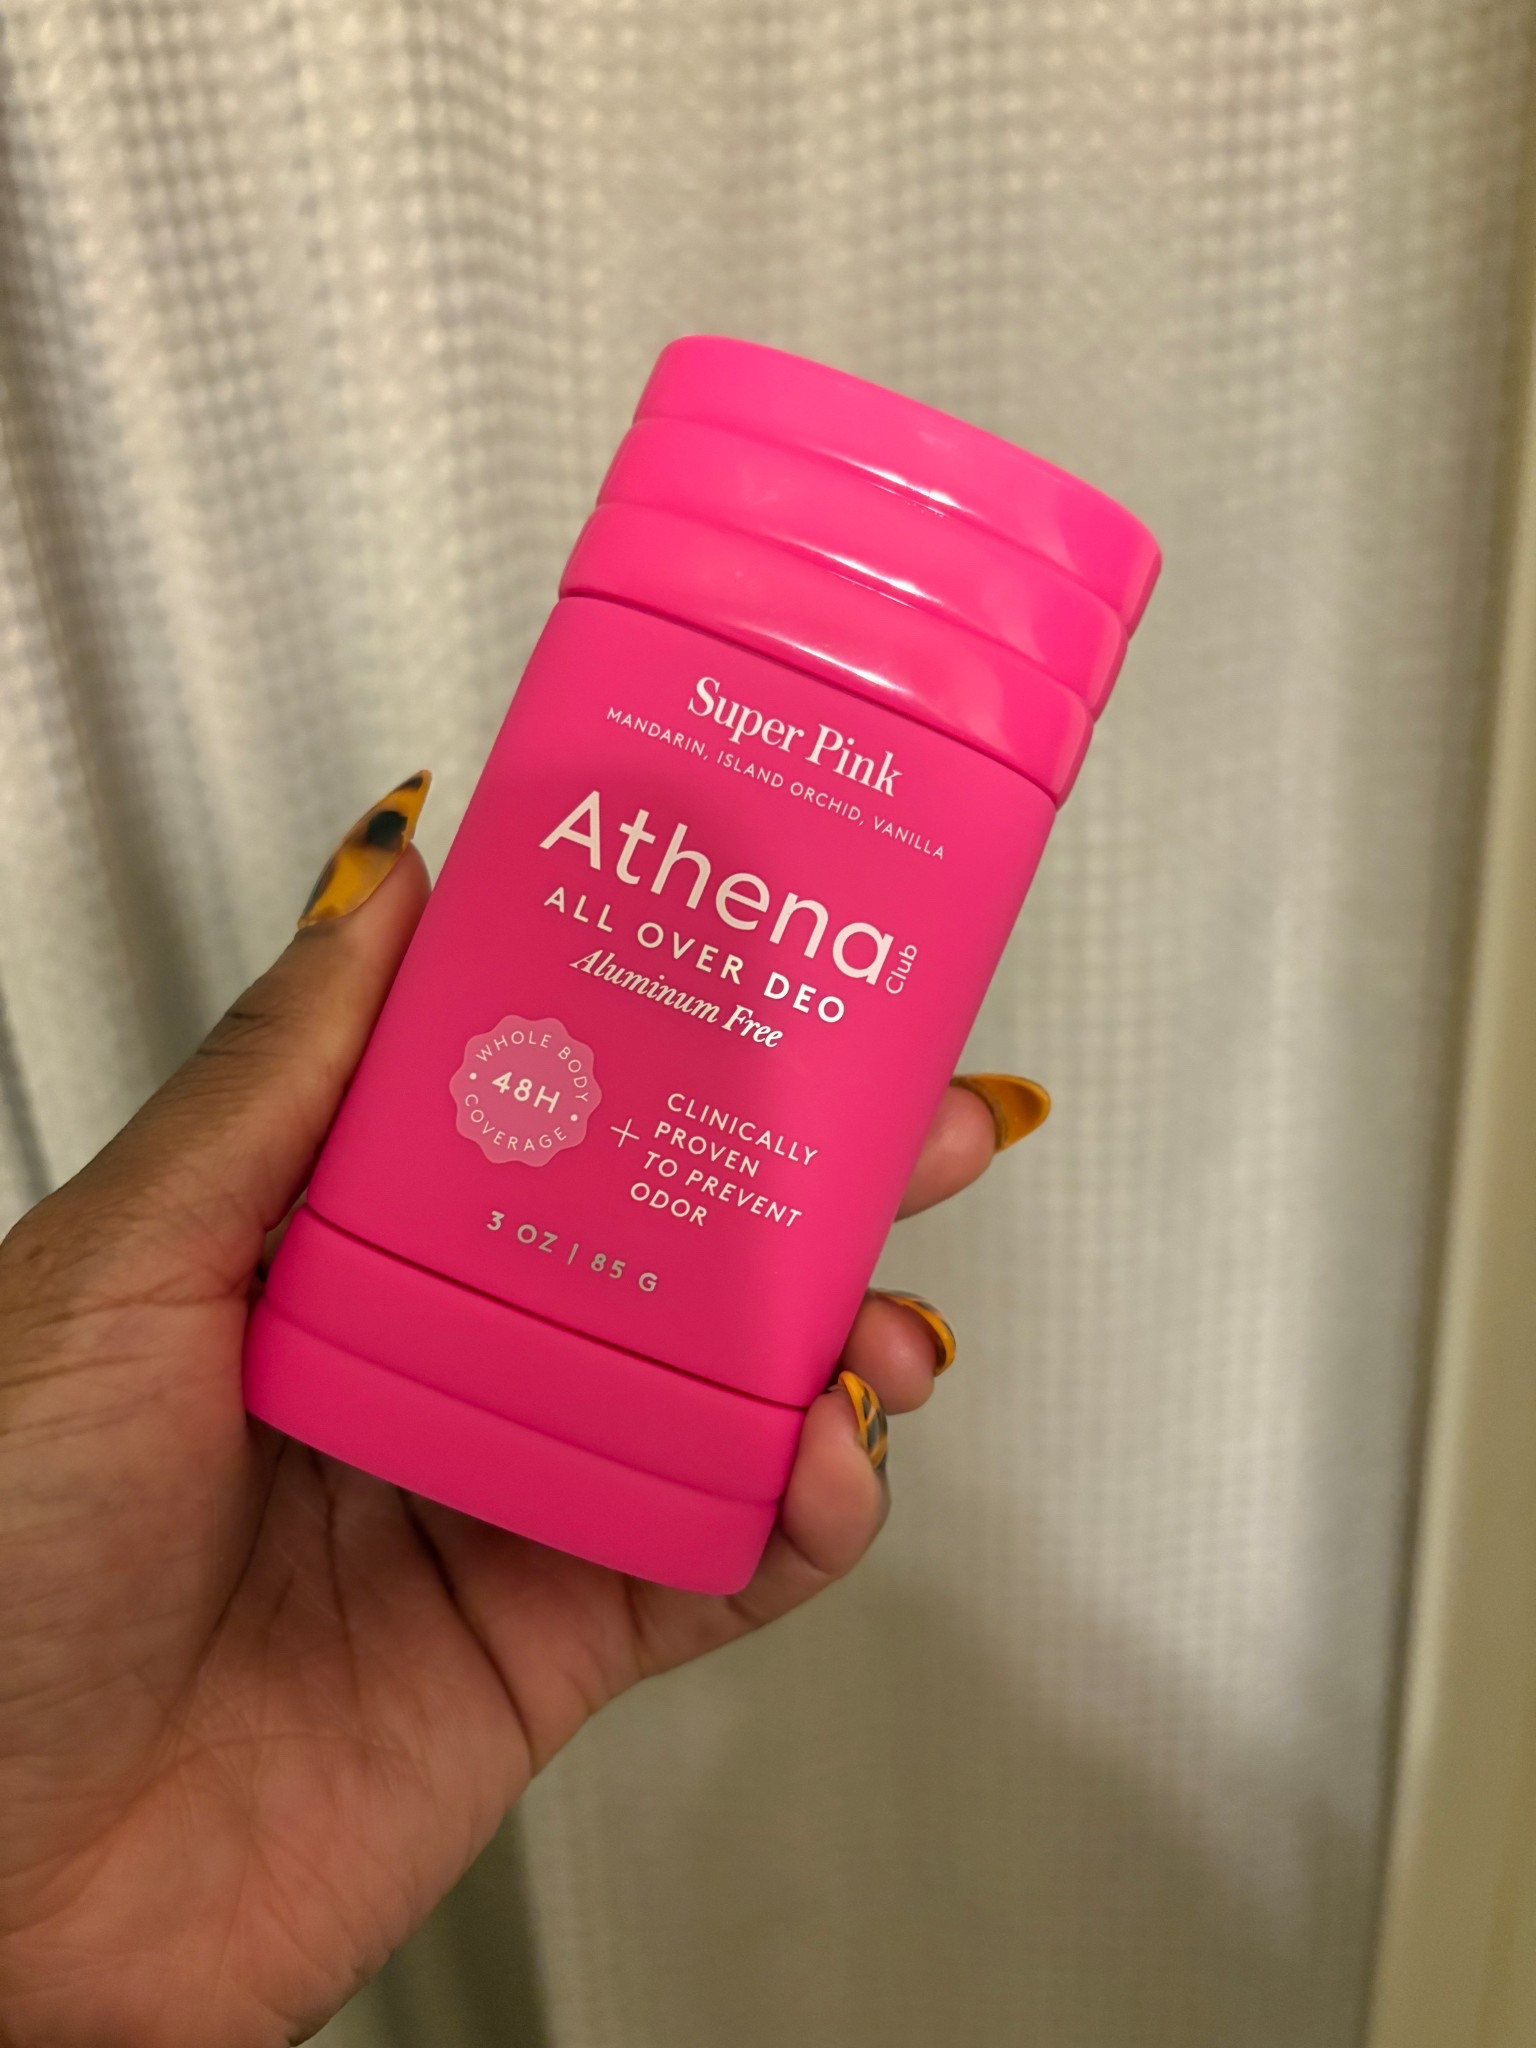 Super Pink
MANDARIN, ISLAND ORCHID, VANILLA
Athena
Club
ALL OVER DEO
Aluminum Free
WHOLE BODY
48H
COVERAGE
+
CLINICALLY
PROVEN
TO PREVENT
ODOR
3 OZ | 85 G